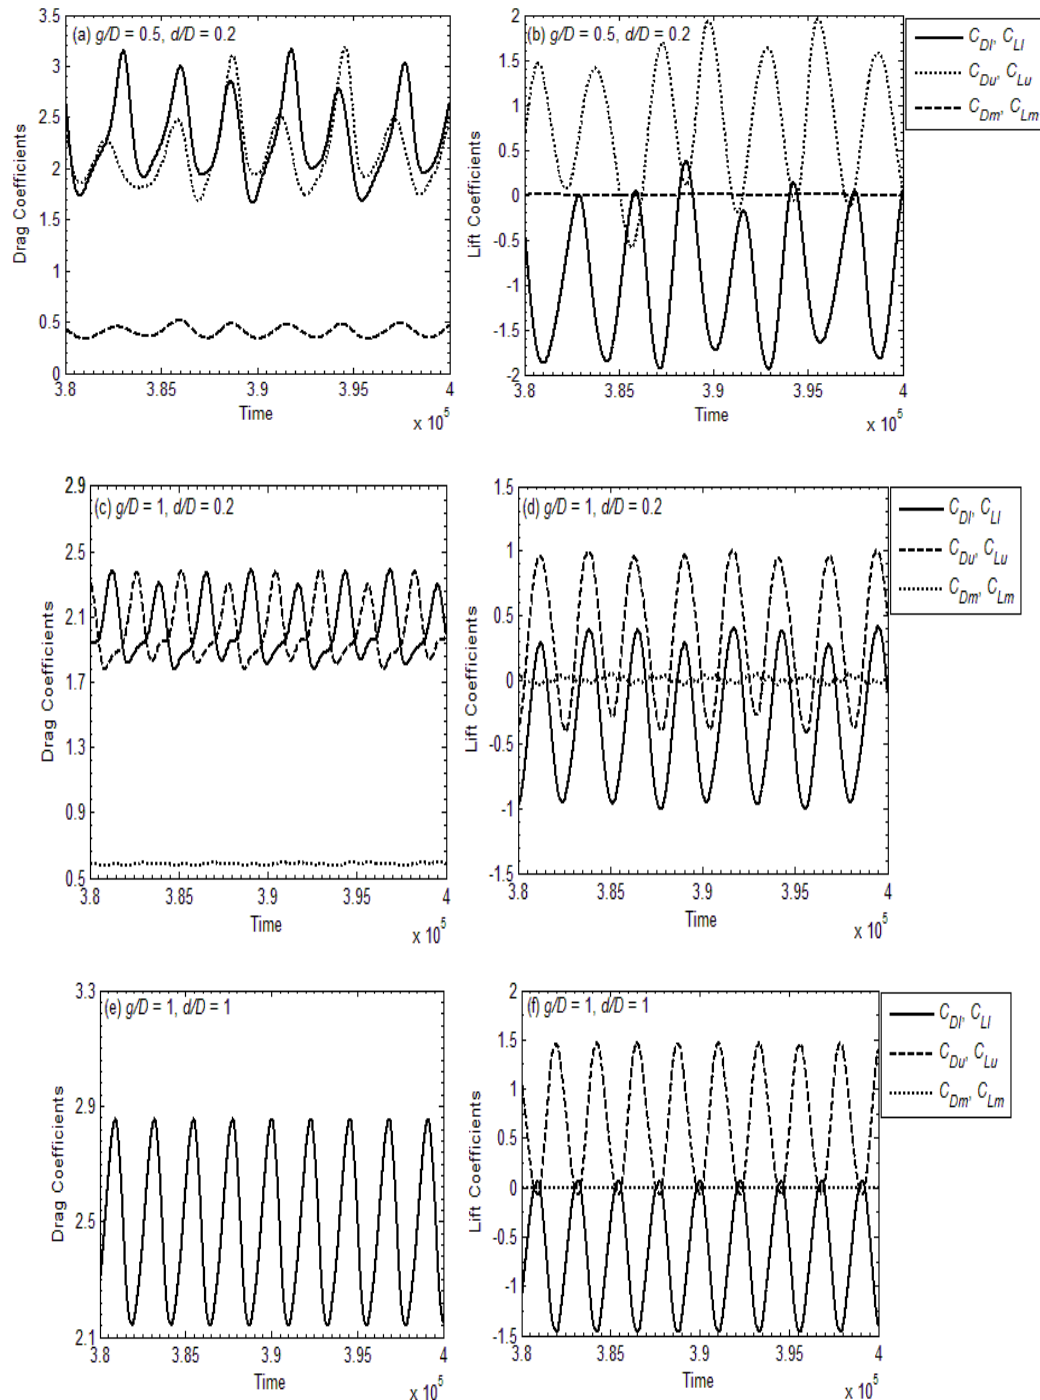 (a) g/D = 0.5, d/D = 0.2
3.5
3
2.5
2
1.5
1
0.5
0
Drag Coefficients
3.8 3.85 3.9 3.95 4
Time
x 10^5
(b) g/D = 0.5, d/D = 0.2
2
1.5
1
0.5
0
-0.5
-1
-1.5
-2
Lift Coefficients
3.8 3.85 3.9 3.95 4
Time
x 10^5
C_Dl, C_Ll
C_Du, C_Lu
C_Dm, C_Lm
(c) g/D = 1, d/D = 0.2
2.9
2.5
2.1
1.7
1.3
0.9
0.5
Drag Coefficients
3.8 3.85 3.9 3.95 4
Time
x 10^5
(d) g/D = 1, d/D = 0.2
1.5
1
0.5
0
-0.5
-1
-1.5
Lift Coefficients
3.8 3.85 3.9 3.95 4
Time
x 10^5
C_Dl, C_Ll
C_Du, C_Lu
C_Dm, C_Lm
(e) g/D = 1, d/D = 1
3.3
2.9
2.5
2.1
Drag Coefficients
3.8 3.85 3.9 3.95 4
Time
x 10^5
(f) g/D = 1, d/D = 1
2
1.5
1
0.5
0
-0.5
-1
-1.5
Lift Coefficients
3.8 3.85 3.9 3.95 4
Time
x 10^5
C_Dl, C_Ll
C_Du, C_Lu
C_Dm, C_Lm